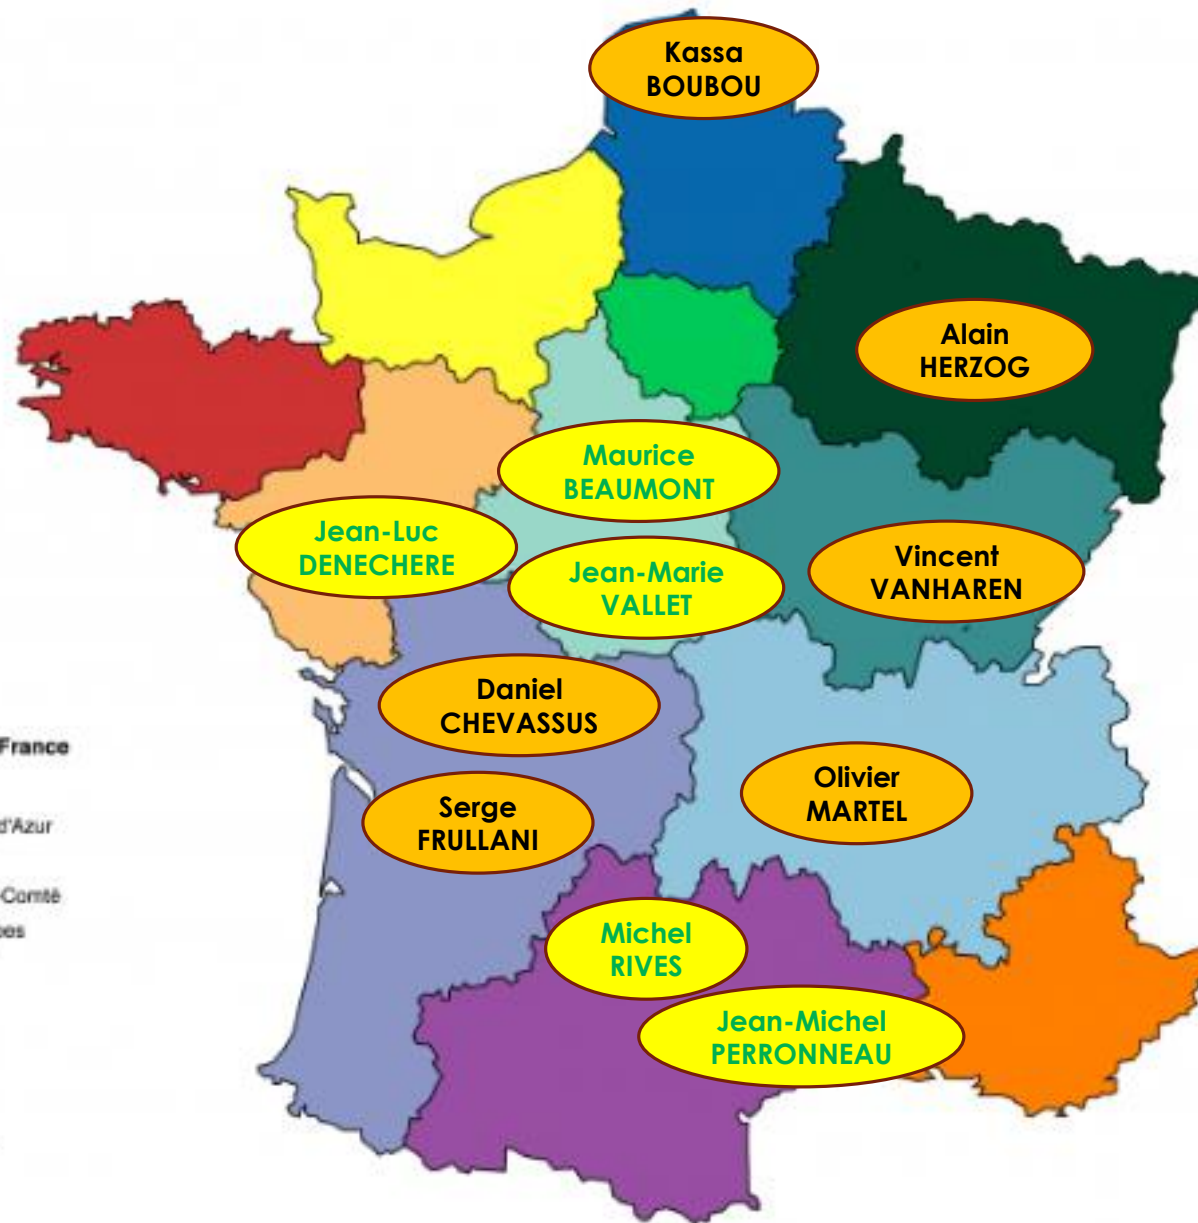 Kassa
BOUBOU
Alain
HERZOG
Maurice
BEAUMONT
Jean-Luc
DENECHERE
Jean-Marie
VALLET
Vincent
VANHAREN
Daniel
CHEVASSUS
Serge
FRULLANI
Olivier
MARTEL
Michel
RIVES
Jean-Michel
PERRONNEAU
France
d'Azur
-Comté